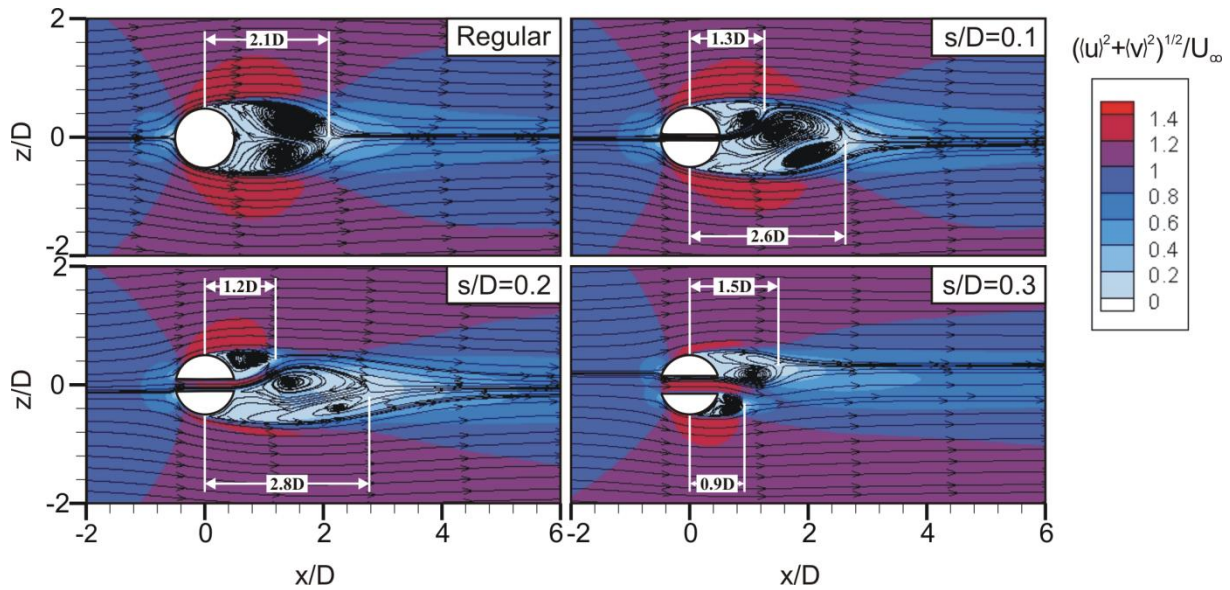 2
2.1D
Regular
1.3D
s/D=0.1
(⟨u⟩²+⟨v⟩²)^1/2/U∞
z/D
0
1.4
1
0.8
0.6
0.4
0.2
0
2.6D
-2
2
1.2D
s/D=0.2
1.5D
s/D=0.3
z/D
0
2.8D
0.9D
-2
-2
0
2
4
6
-2
0
2
4
6
x/D
x/D